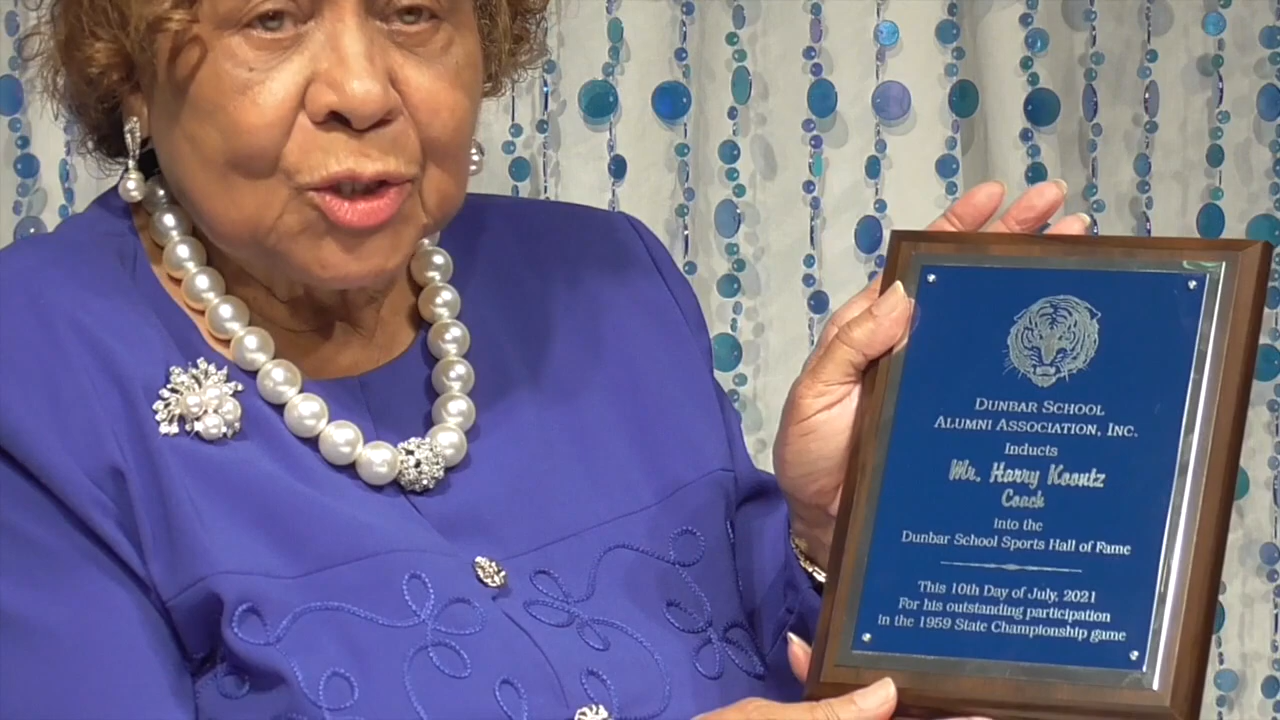 DUNBAR SCHOOL
ALUMNI ASSOCIATION, INC.
Inducts
Mr. Harry Koontz
Coach
into the
Dunbar School Sports Hall of Fame
This 10th Day of July, 2021
For his outstanding participation
in the 1959 State Championship game